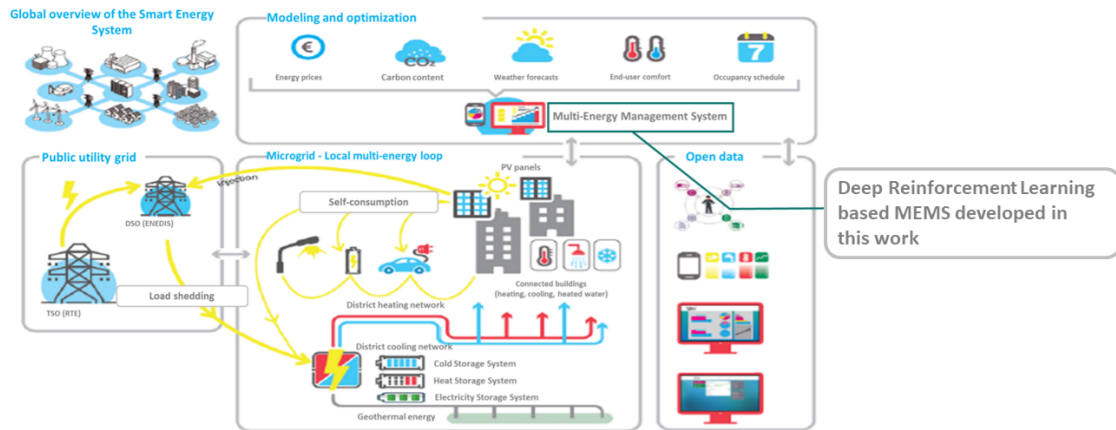 Global overview of the Smart Energy
System
Modeling and optimization
€
CO₂
7
Energy prices
Carbon content
Weather forecasts
End-user comfort
Occupancy schedule
Multi-Energy Management System
Public utility grid
Microgrid - Local multi-energy loop
Open data
PV panels
Injection
Self-consumption
DSO (ENEDIS)
Deep Reinforcement Learning
based MEMS developed in
this work
Load shedding
TSO (RTE)
Connected buildings
(heating, cooling, heated water)
District heating network
District cooling network
Cold Storage System
Heat Storage System
Electricity Storage System
Geothermal energy